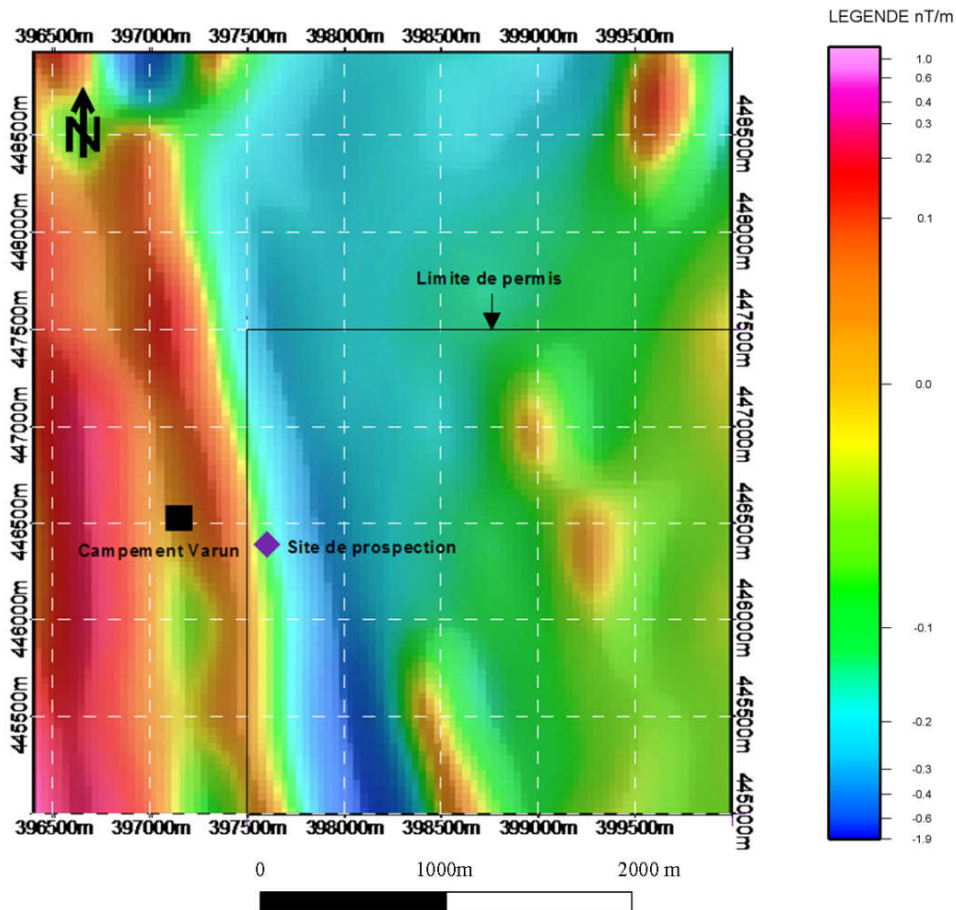 LEGENDE nT/m
396500m 397000m 397500m 398000m 398500m 399000m 399500m
1.0
0.6
0.4
0.3
0.2
0.1
0.0
-0.1
-0.2
-0.3
-0.4
-0.6
-1.9
N
448500m 448500m
448000m 448000m
Limite de permis
447500m 447500m
447000m 447000m
446500m 446500m
Campement Varun
Site de prospection
446000m 446000m
445500m 445500m
445000m 445000m
396500m 397000m 397500m 398000m 398500m 399000m 399500m
0 1000m 2000 m